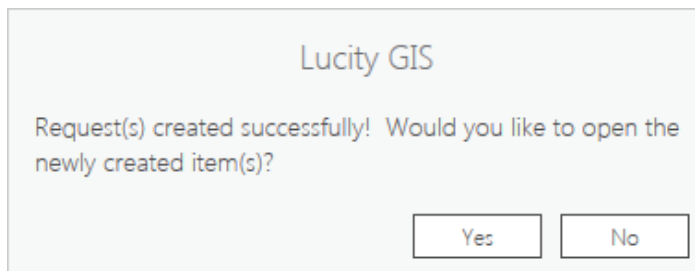 Lucity GIS
Request(s) created successfully!  Would you like to open the
newly created item(s)?
Yes No